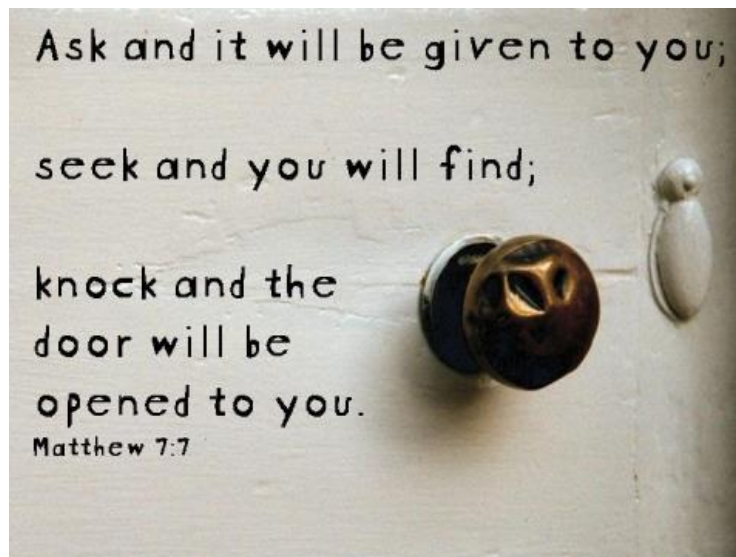 Ask and it will be given to you;
seek and you will find;
knock and the
door will be
opened to you.
Matthew 7:7